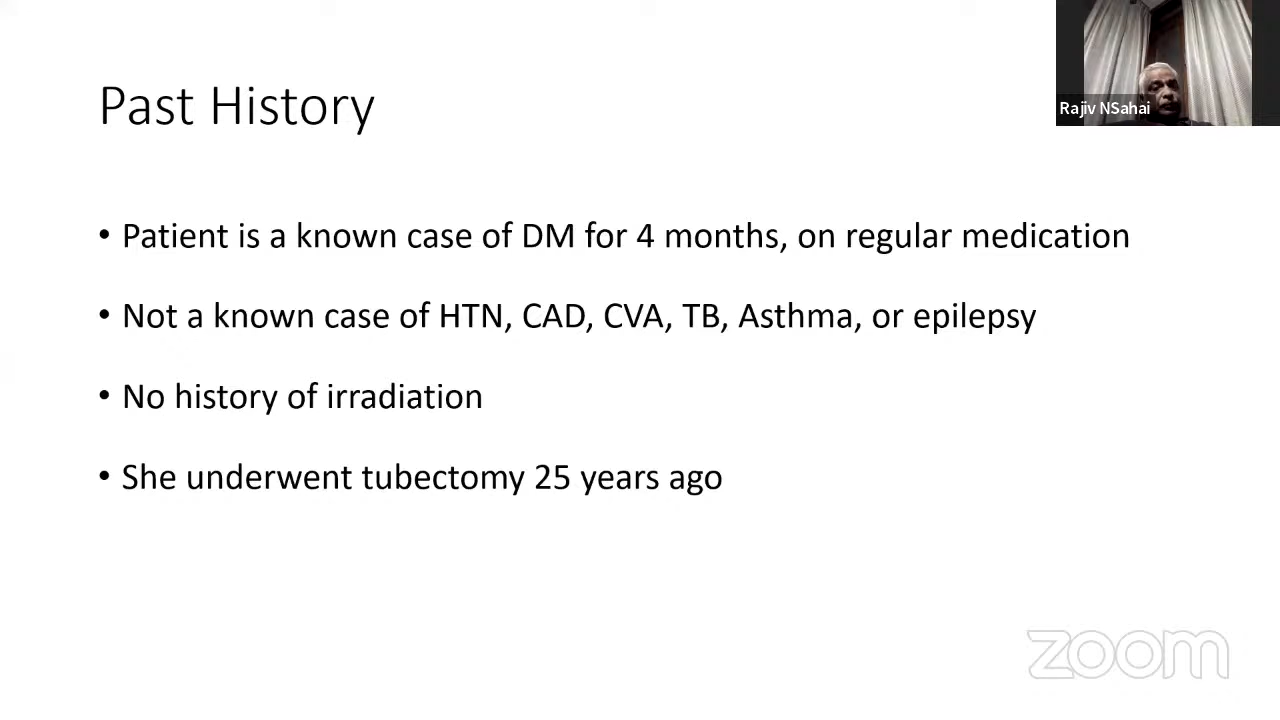 Rajiv NSahai
Past History
• Patient is a known case of DM for 4 months, on regular medication
• Not a known case of HTN, CAD, CVA, TB, Asthma, or epilepsy
• No history of irradiation
• She underwent tubectomy 25 years ago
zoom